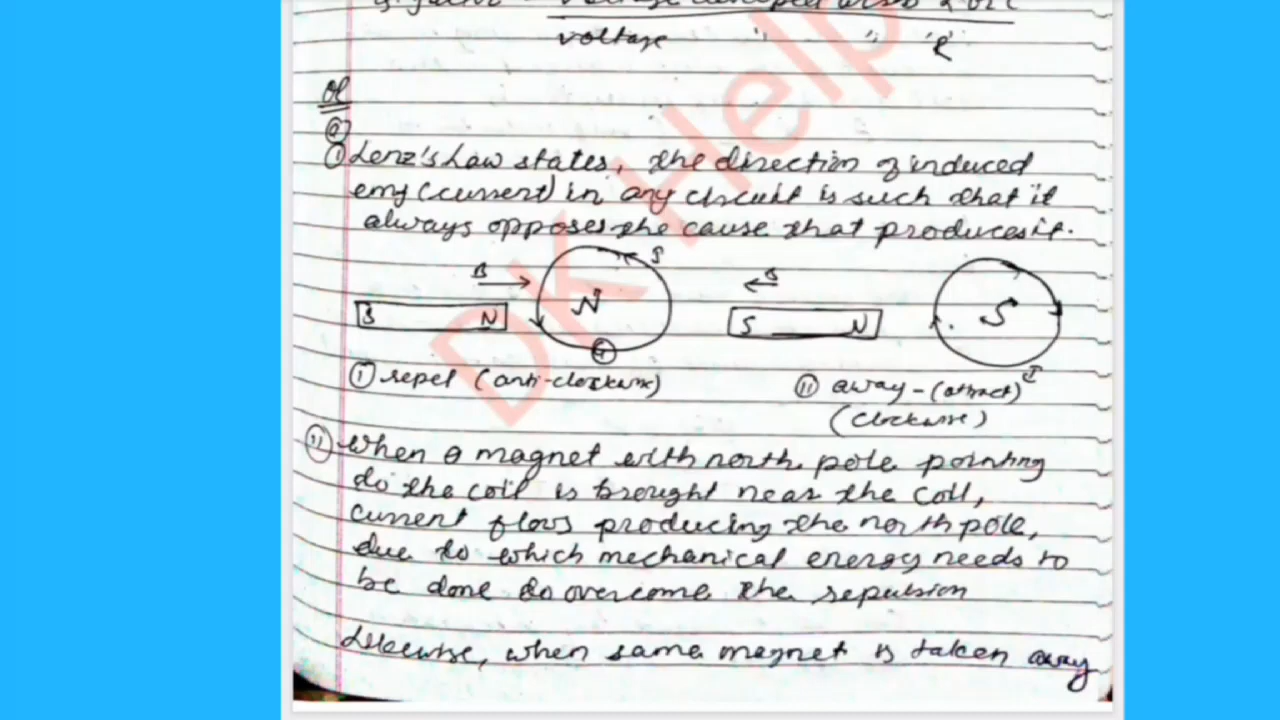 voltage " " '
or
(a)
(i) Lenz's Law states, the direction of induced
emf (current) in any circuit is such that it
always opposes the cause that produces it.
S N
N
I
G
S N
S
I
(i) repel (anti-clockwise)
(ii) away - (attract)
(clockwise)
(ii) When a magnet with north pole pointing
to the coil is brought near the coil,
current flows producing the north pole,
due to which mechanical energy needs to
be done to overcome the repulsion
Likewise, when same magnet is taken away
DK Help